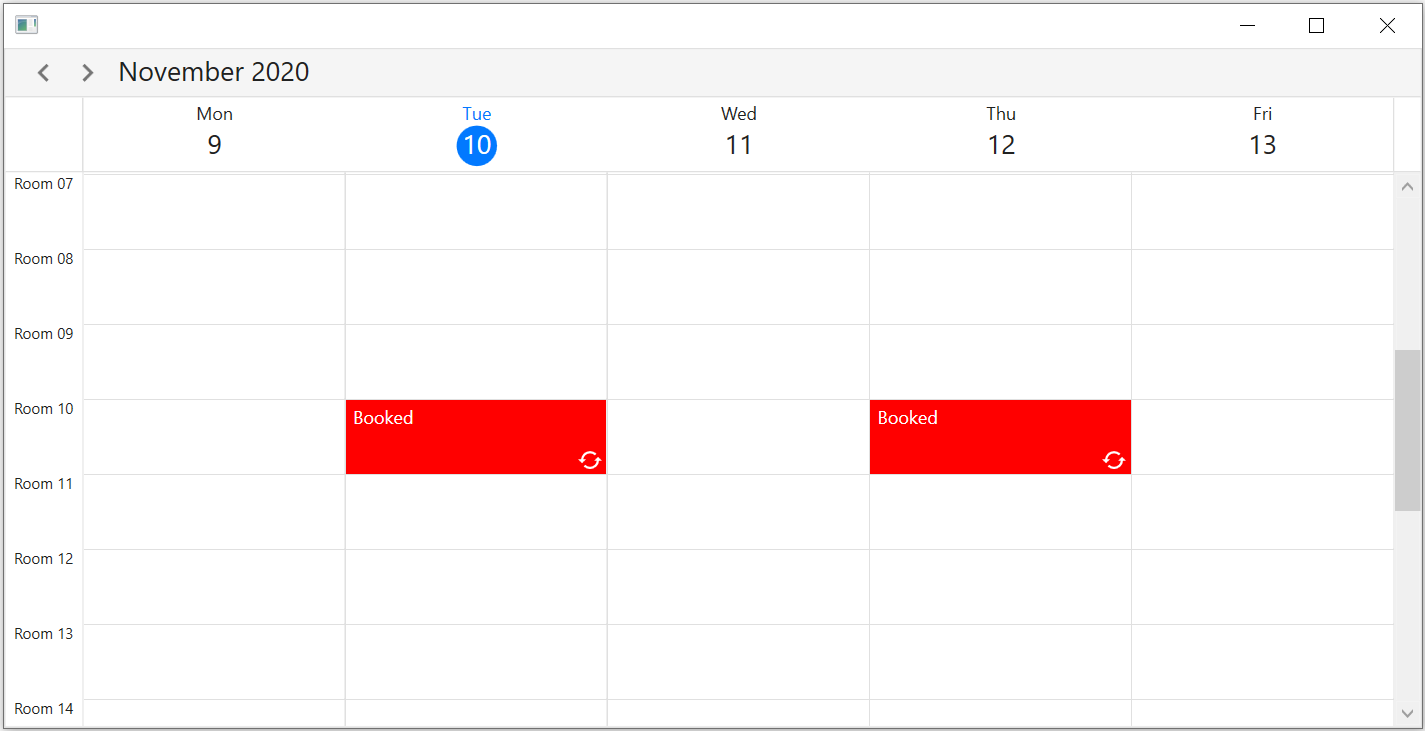 November 2020
Mon Tue Wed Thu Fri
9 10 11 12 13
Room 07
Room 08
Room 09
Room 10
Booked Booked
Room 11
Room 12
Room 13
Room 14